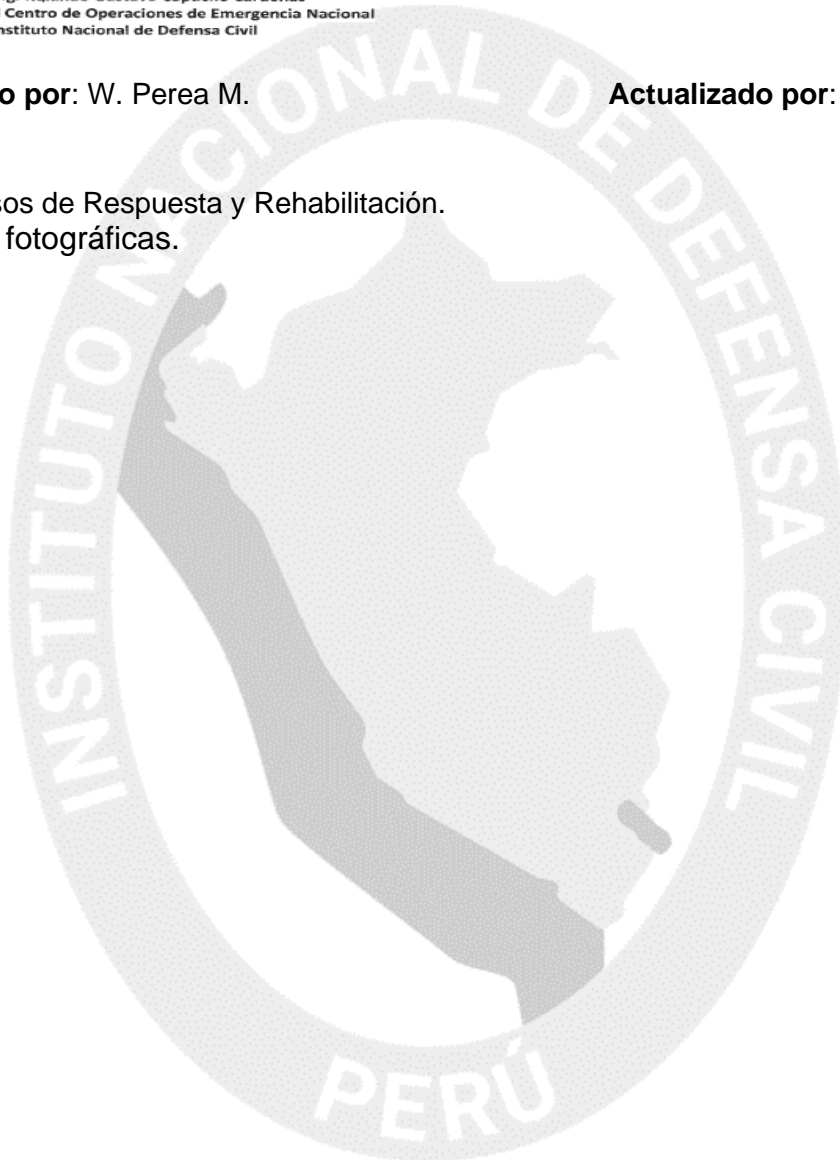 Centro de Operaciones de Emergencia Nacional
nstituto Nacional de Defensa Civil
o por: W. Perea M. Actualizado por:
sos de Respuesta y Rehabilitación.
fotográficas.
INSTITUTO NACIONAL DE DEFENSA CIVIL
PERÚ